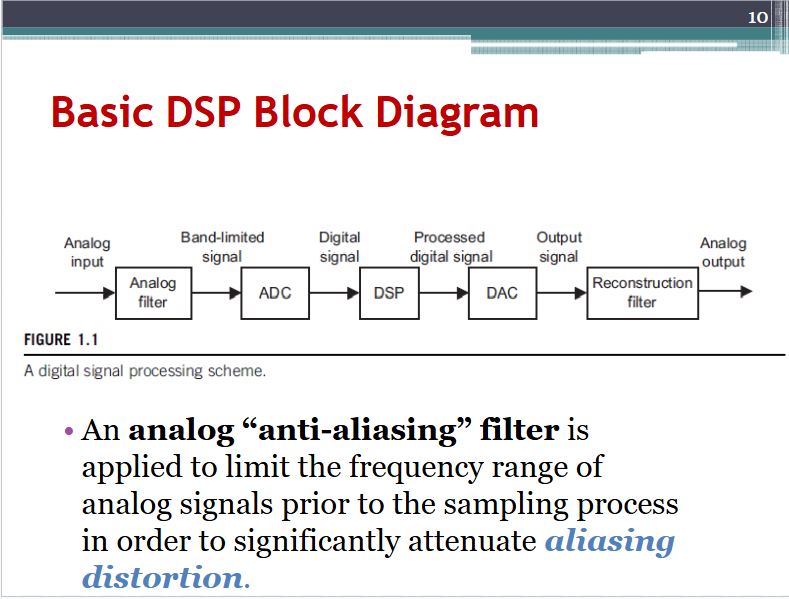 10
Basic DSP Block Diagram
Analog
input
Band-limited
signal
Digital
signal
Processed
digital signal
Output
signal
Analog
output
Analog
filter
ADC
DSP
DAC
Reconstruction
filter
FIGURE 1.1
A digital signal processing scheme.
• An analog “anti-aliasing” filter is
applied to limit the frequency range of
analog signals prior to the sampling process
in order to significantly attenuate aliasing
distortion.